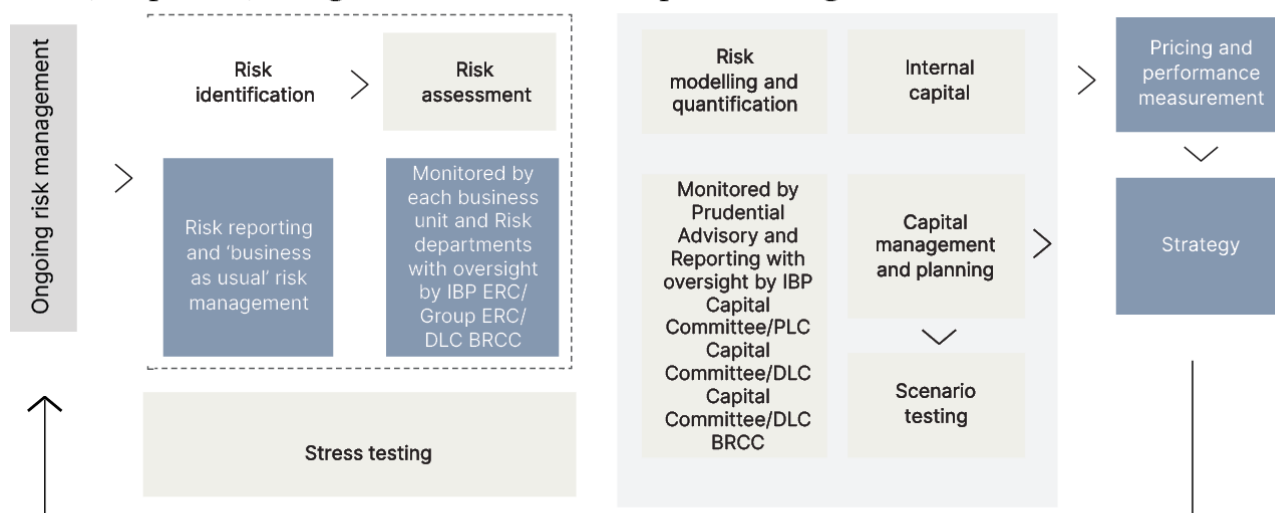 Ongoing risk management
Risk
identification
Risk
assessment
Risk reporting
and ‘business
as usual’ risk
management
Monitored by
each business
unit and Risk
departments
with oversight
by IBP ERC/
Group ERC/
DLC BRCC
Stress testing
Risk
modelling and
quantification
Internal
capital
Monitored by
Prudential
Advisory and
Reporting with
oversight by IBP
Capital
Committee/PLC
Capital
Committee/DLC
Capital
Committee/DLC
BRCC
Capital
management
and planning
Scenario
testing
Pricing and
performance
measurement
Strategy